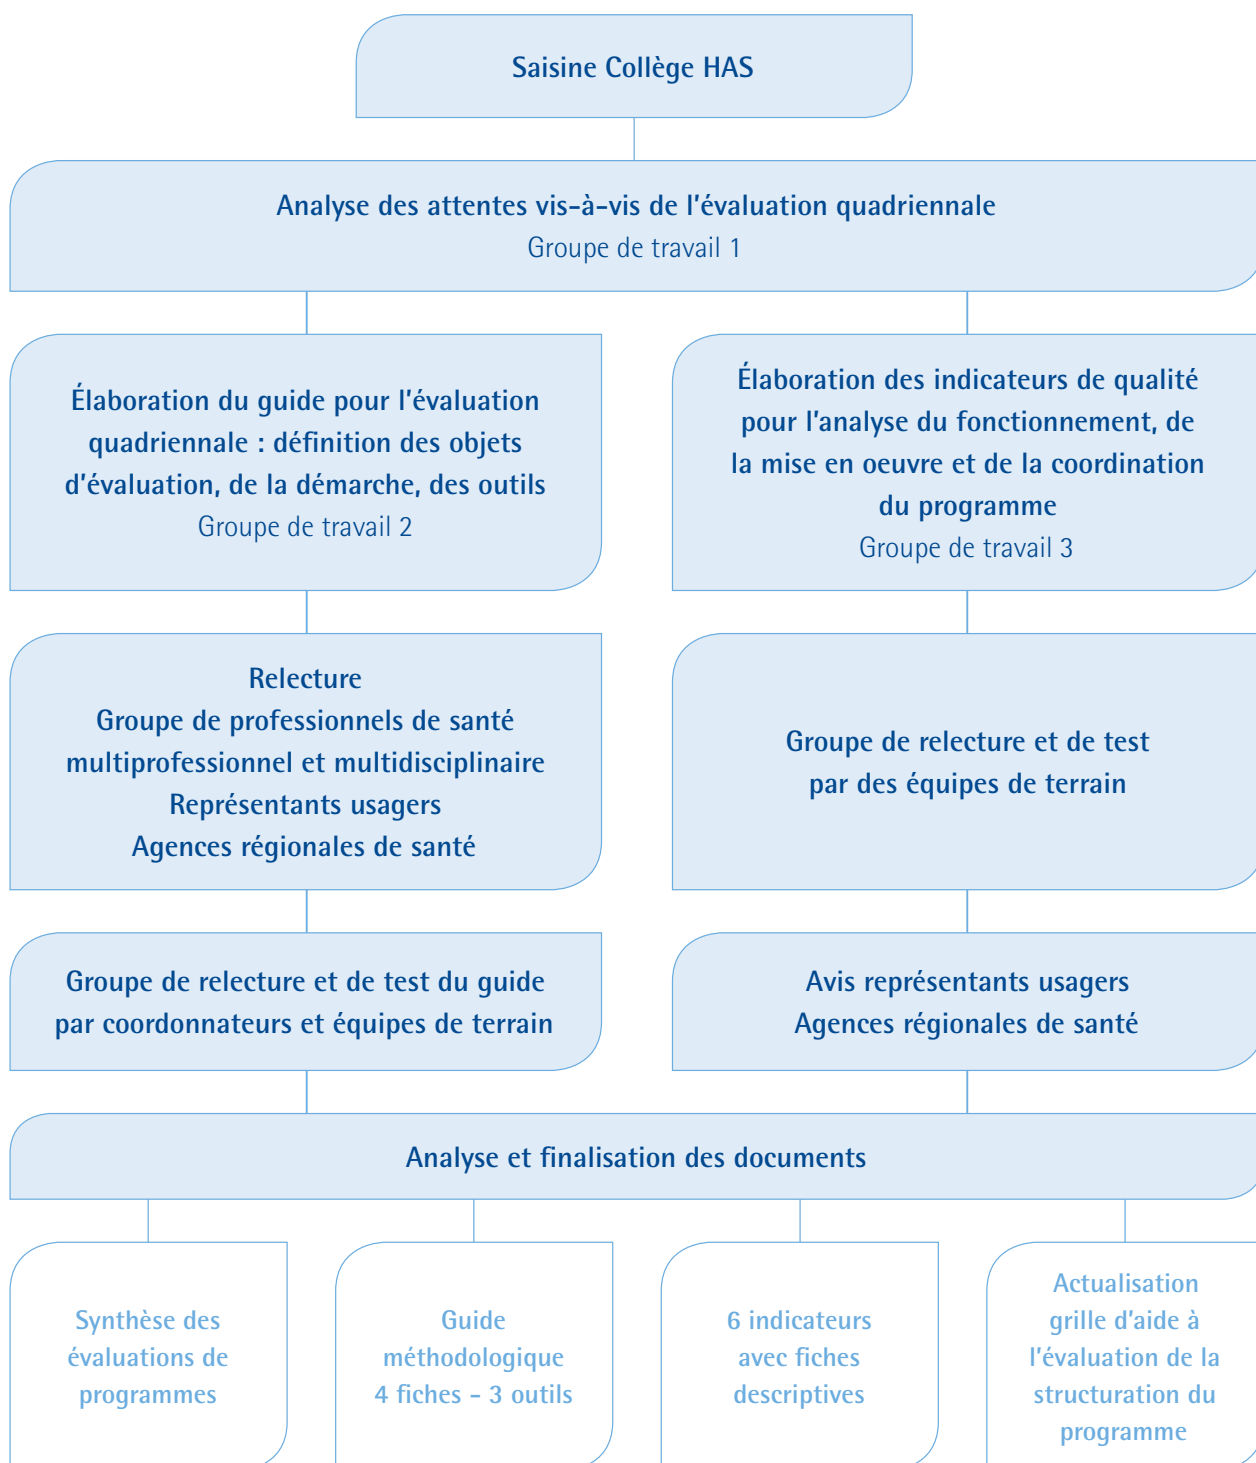 Saisine Collège HAS
Analyse des attentes vis-à-vis de l'évaluation quadriennale
Groupe de travail 1
Élaboration du guide pour l'évaluation
quadriennale : définition des objets
d'évaluation, de la démarche, des outils
Groupe de travail 2
Élaboration des indicateurs de qualité
pour l'analyse du fonctionnement, de
la mise en oeuvre et de la coordination
du programme
Groupe de travail 3
Relecture
Groupe de professionnels de santé
multiprofessionnel et multidisciplinaire
Représentants usagers
Agences régionales de santé
Groupe de relecture et de test
par des équipes de terrain
Groupe de relecture et de test du guide
par coordonnateurs et équipes de terrain
Avis représentants usagers
Agences régionales de santé
Analyse et finalisation des documents
Synthèse des
évaluations de
programmes
Guide
méthodologique
4 fiches - 3 outils
6 indicateurs
avec fiches
descriptives
Actualisation
grille d'aide à
l'évaluation de la
structuration du
programme